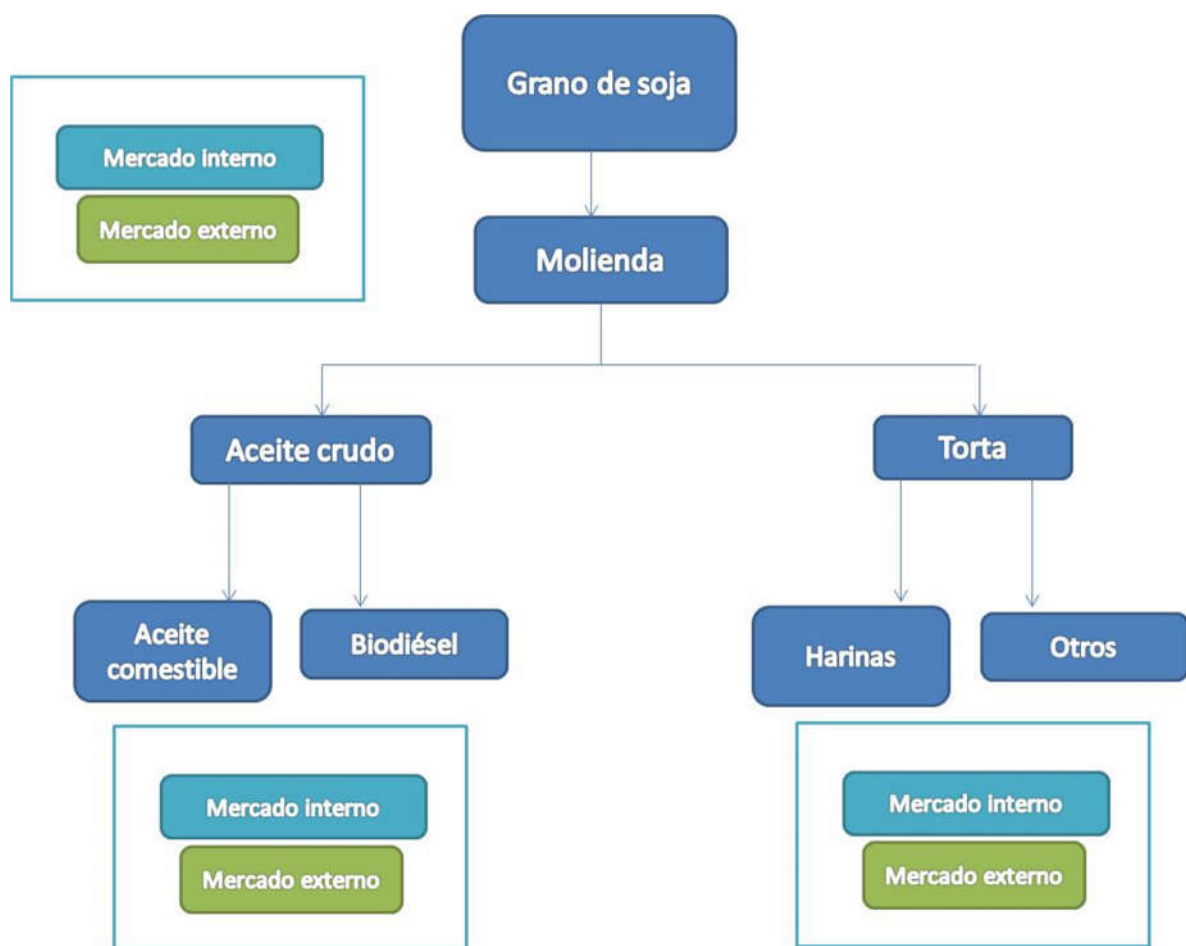 Grano de soja
Mercado interno
Mercado externo
Molienda
Aceite crudo
Torta
Aceite
comestible
Biodiésel
Harinas
Otros
Mercado interno
Mercado externo
Mercado interno
Mercado externo